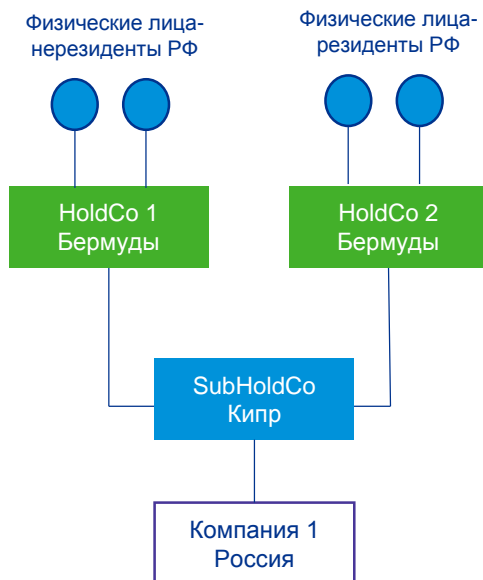 Физические лица-
нерезиденты РФ
Физические лица-
резиденты РФ
HoldCo 1
Бермуды
HoldCo 2
Бермуды
SubHoldCo
Кипр
Компания 1
Россия